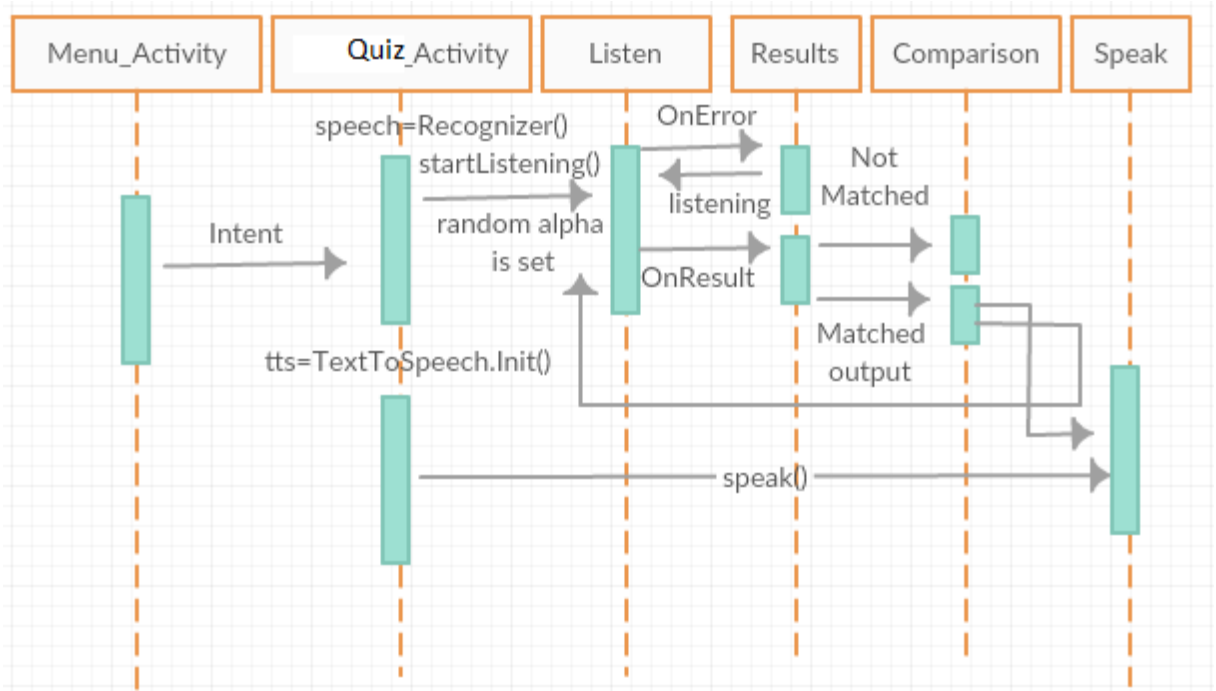 Menu_Activity
Quiz_Activity
Listen
Results
Comparison
Speak
speech=Recognizer()
startListening()
random alpha
is set
Intent
OnError
listening
OnResult
Not
Matched
Matched
output
tts=TextToSpeech.Init()
speak()